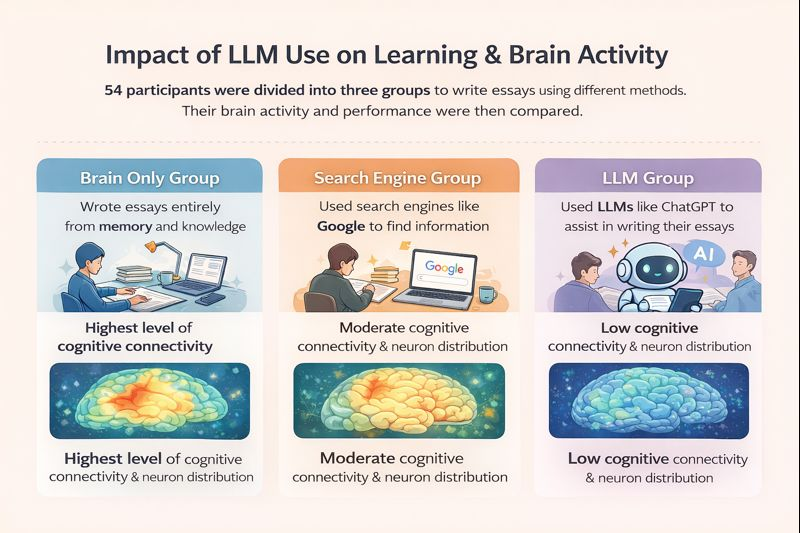 Impact of LLM Use on Learning & Brain Activity
54 participants were divided into three groups to write essays using different methods.
Their brain activity and performance were then compared.
Brain Only Group
Wrote essays entirely
from memory and knowledge
Highest level of
cognitive connectivity
Highest level of cognitive
connectivity & neuron distribution
Search Engine Group
Used search engines like
Google to find information
Google
Moderate cognitive
connectivity & neuron distribution
Moderate cognitive
connectivity & neuron distribution
LLM Group
Used LLMs like ChatGPT to
assist in writing their essays
AI
Low cognitive
connectivity & neuron distribution
Low cognitive connectivity
& neuron distribution